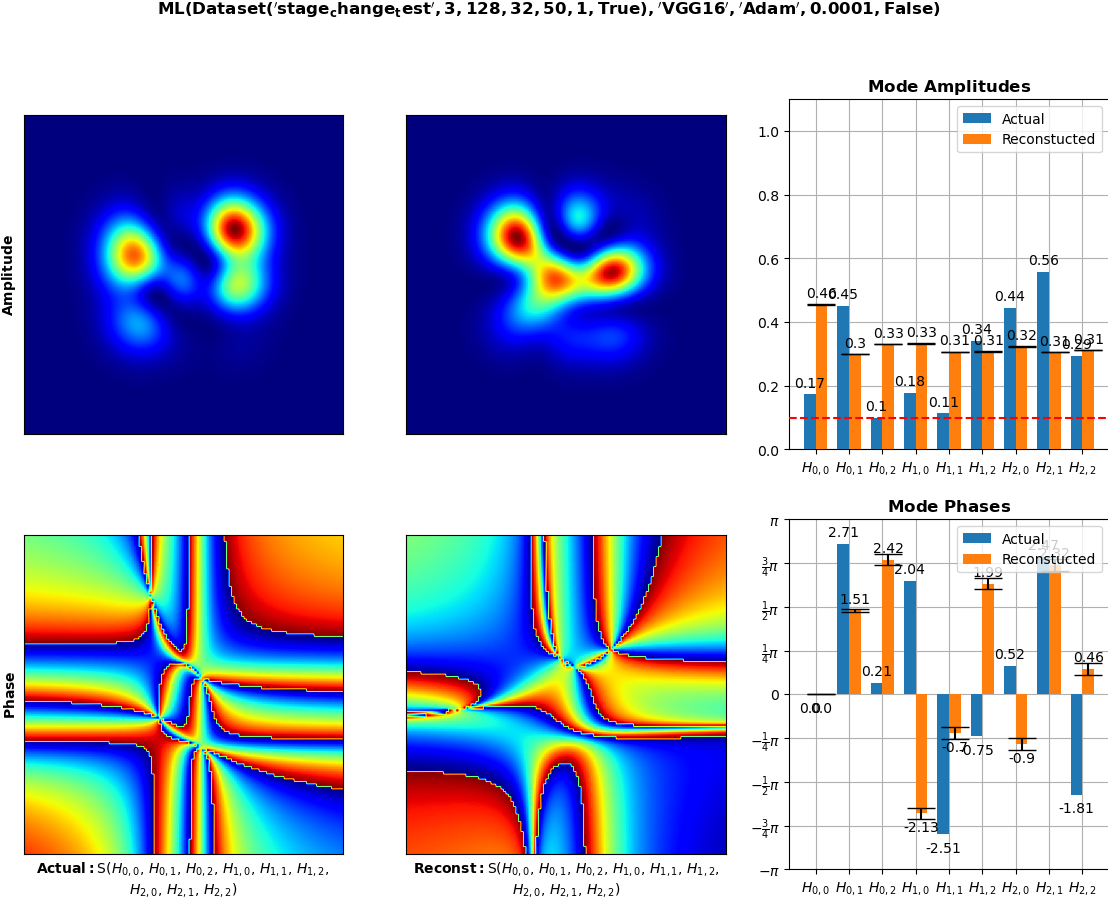 ML(Dataset('stage_change_test', 3, 128, 32, 50, 1, True), 'VGG16', 'Adam', 0.0001, False)
Amplitude
Mode Amplitudes
Actual
Reconstucted
1.0
0.8
0.6
0.4
0.2
0.0
0.17 0.46 0.45 0.3 0.1 0.33 0.18 0.33 0.11 0.31 0.34 0.31 0.44 0.32 0.56 0.31 0.29 0.31
H0,0 H0,1 H0,2 H1,0 H1,1 H1,2 H2,0 H2,1 H2,2
Phase
Actual: S(H0,0, H0,1, H0,2, H1,0, H1,1, H1,2,
H2,0, H2,1, H2,2)
Reconst: S(H0,0, H0,1, H0,2, H1,0, H1,1, H1,2,
H2,0, H2,1, H2,2)
Mode Phases
Actual
Reconstucted
π
3/4π
1/2π
1/4π
0
−1/4π
−1/2π
−3/4π
−π
0.0 0.0 2.71 1.51 0.21 2.42 2.04 -2.13 -2.51 -0.7 -0.75 1.99 0.52 -0.9 2.47 -1.81 0.46
H0,0 H0,1 H0,2 H1,0 H1,1 H1,2 H2,0 H2,1 H2,2